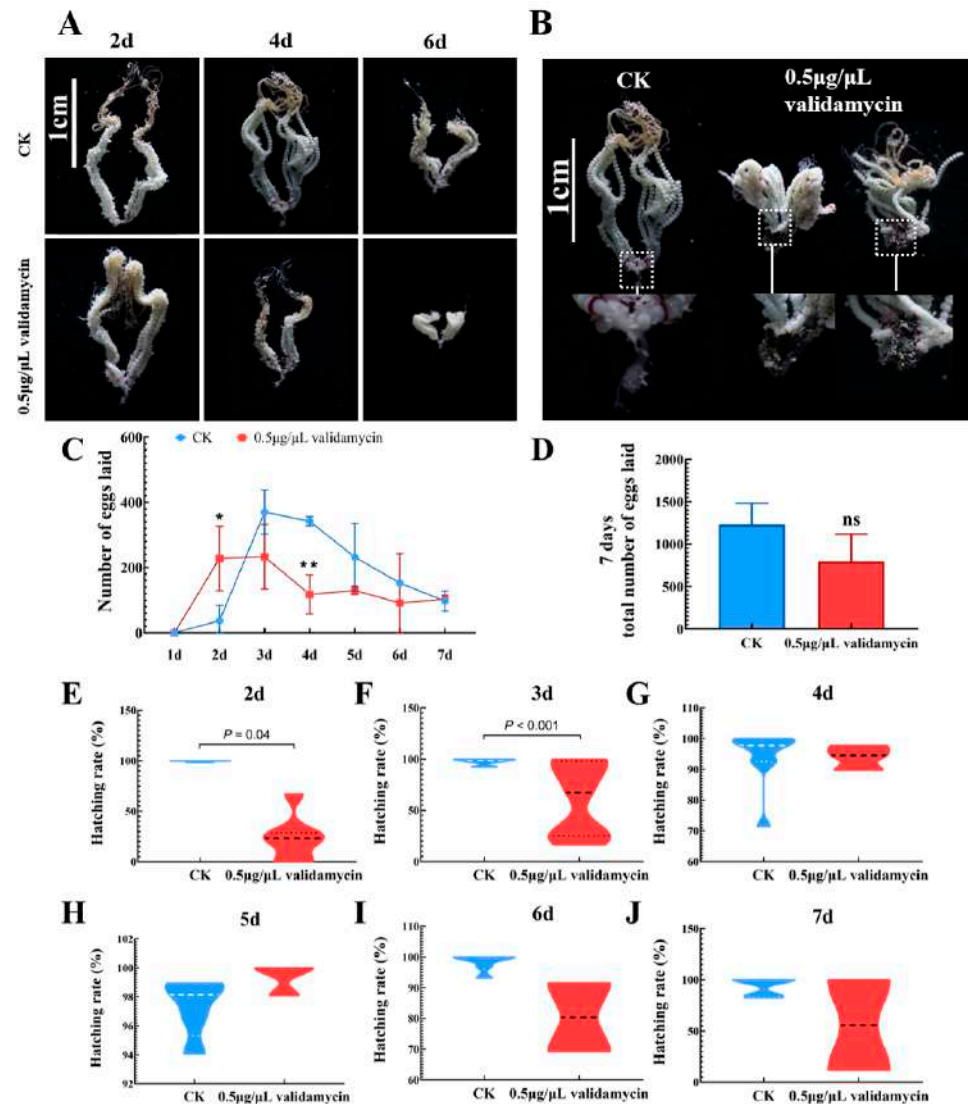 A
2d 4d 6d
CK
1cm
0.5μg/μL validamycin
B
CK 0.5μg/μL
validamycin
1cm
C
CK 0.5μg/μL validamycin
Number of eggs laid
600
400
200
0
* **
1d 2d 3d 4d 5d 6d 7d
D
7 days
total number of eggs laid
2000
1500
1000
500
0
ns
CK 0.5μg/μL validamycin
E
2d
Hatching rate (%)
150
100
50
0
P = 0.04
CK 0.5μg/μL validamycin
F
3d
Hatching rate (%)
150
100
50
0
P < 0.001
CK 0.5μg/μL validamycin
G
4d
Hatching rate (%)
110
100
90
80
70
60
CK 0.5μg/μL validamycin
H
5d
Hatching rate (%)
102
100
98
96
94
92
CK 0.5μg/μL validamycin
I
6d
Hatching rate (%)
110
100
90
80
70
60
CK 0.5μg/μL validamycin
J
7d
Hatching rate (%)
150
100
50
0
CK 0.5μg/μL validamycin